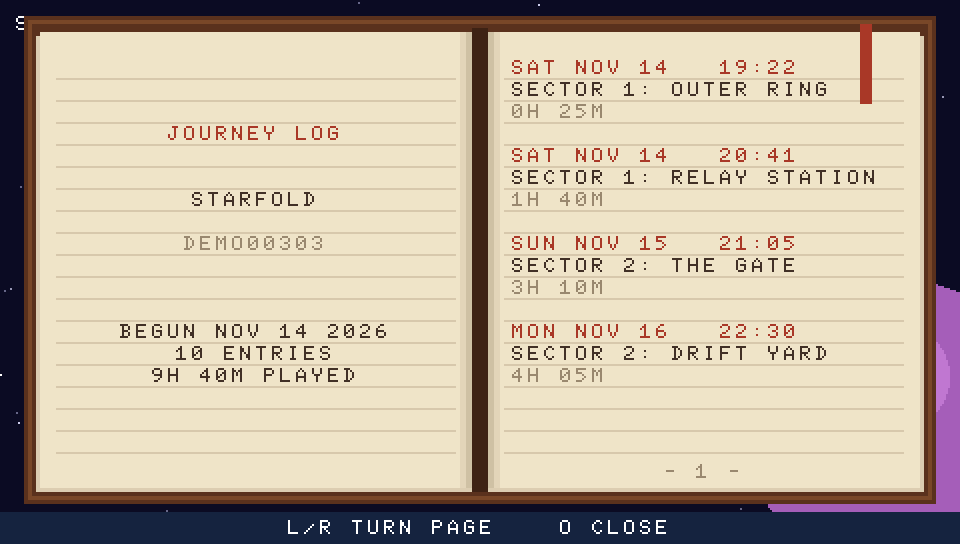 S
JOURNEY LOG
STARFOLD
DEMO00303
BEGUN NOV 14 2026
10 ENTRIES
9H 40M PLAYED
SAT NOV 14 19:22
SECTOR 1: OUTER RING
0H 25M
SAT NOV 14 20:41
SECTOR 1: RELAY STATION
1H 40M
SUN NOV 15 21:05
SECTOR 2: THE GATE
3H 10M
MON NOV 16 22:30
SECTOR 2: DRIFT YARD
4H 05M
- 1 -
L/R TURN PAGE O CLOSE